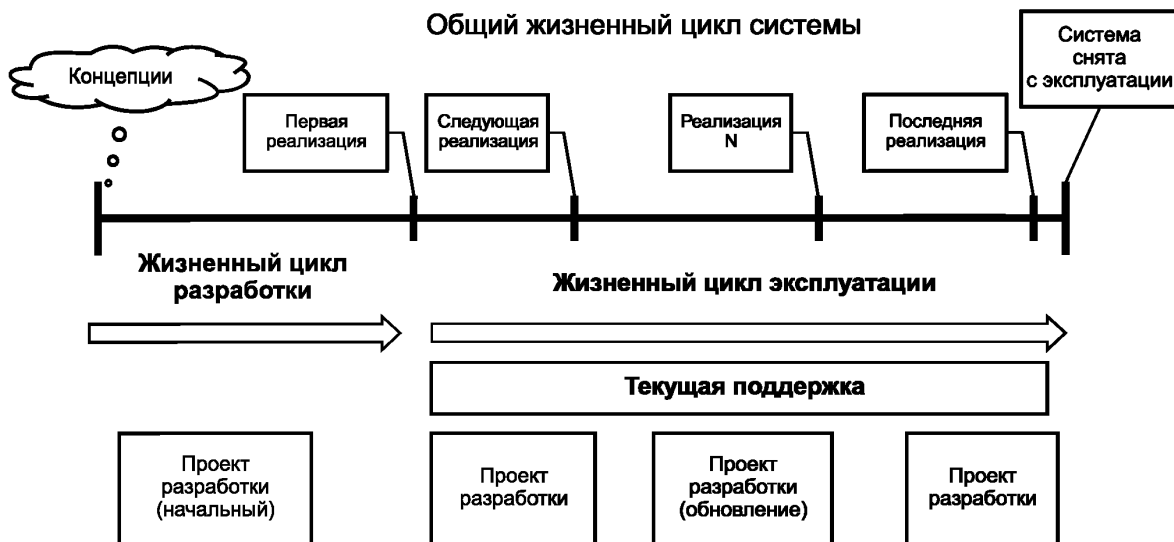 Общий жизненный цикл системы
Концепции
Система
снята
с эксплуатации
Первая
реализация
Следующая
реализация
Реализация
N
Последняя
реализация
Жизненный цикл
разработки
Жизненный цикл эксплуатации
Текущая поддержка
Проект
разработки
(начальный)
Проект
разработки
Проект
разработки
(обновление)
Проект
разработки